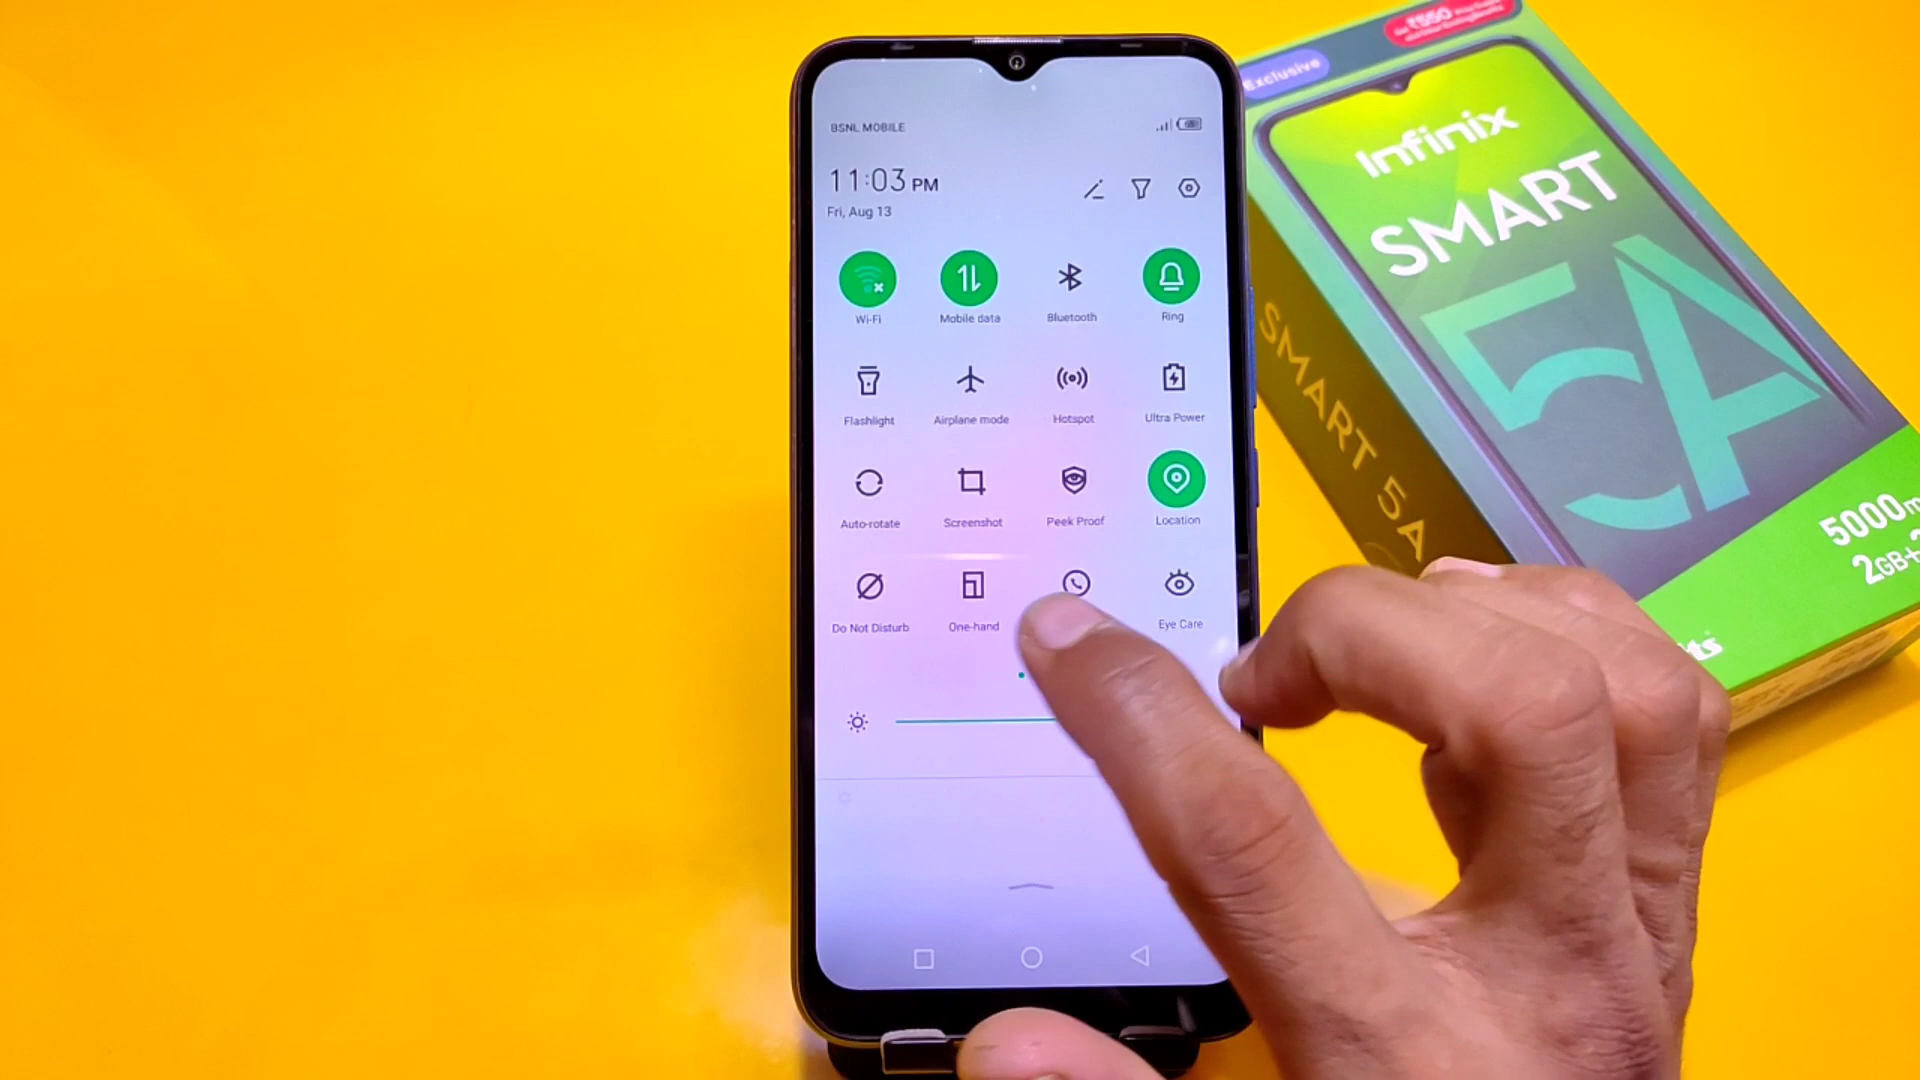 BSNL MOBILE
11:03 PM
Fri, Aug 13
Wi-Fi
Mobile data
Bluetooth
Ring
Flashlight
Airplane mode
Hotspot
Ultra Power
Auto-rotate
Screenshot
Peek Proof
Location
Do Not Disturb
One-hand
Eye Care
Exclusive
₹550
Infinix
SMART
5A
SMART 5A
5000m
2GB+